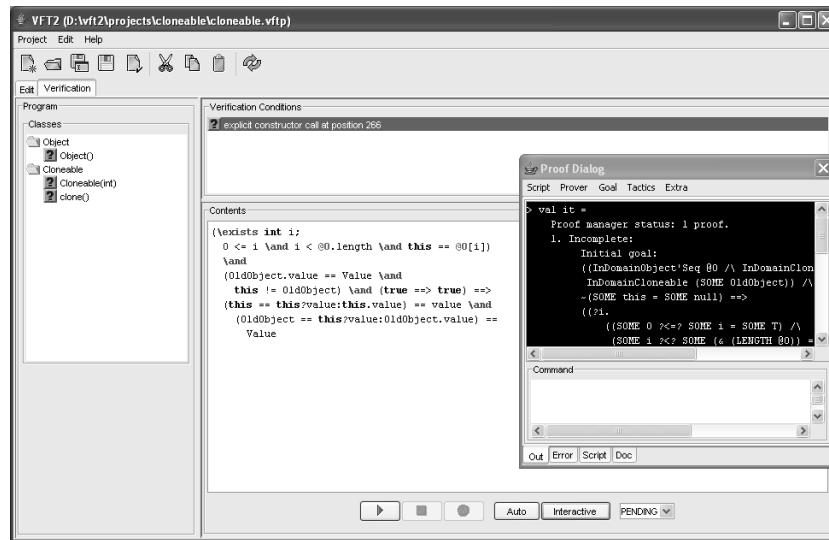 VFT2 (D:\vft2\projects\cloneable\cloneable.vftp)
Project Edit Help
Edit Verification
Program
Classes
Object
Object()
Cloneable
Cloneable(int)
clone()
Verification Conditions
explicit constructor call at position 266
Contents
(\exists int i;
0 <= i \and i < @0.length \and this == @0[i])
\and
(OldObject.value == Value \and
this != OldObject) \and (true ==> true) ==>
(this == this?value:this.value) == value \and
(OldObject == this?value:OldObject.value) ==
Value
Auto Interactive PENDING
Proof Dialog
Script Prover Goal Tactics Extra
> val it =
Proof manager status: 1 proof.
1. Incomplete:
Initial goal:
((InDomainObject'Seq @0 /\ InDomainClon
InDomainCloneable (SOME OldObject)) /\
~(SOME this = SOME null) ==>
((?i.
((SOME 0 ?<=? SOME i = SOME T) /\
(SOME i ?<? SOME (& (LENGTH @0)) =
Command
Out Error Script Doc